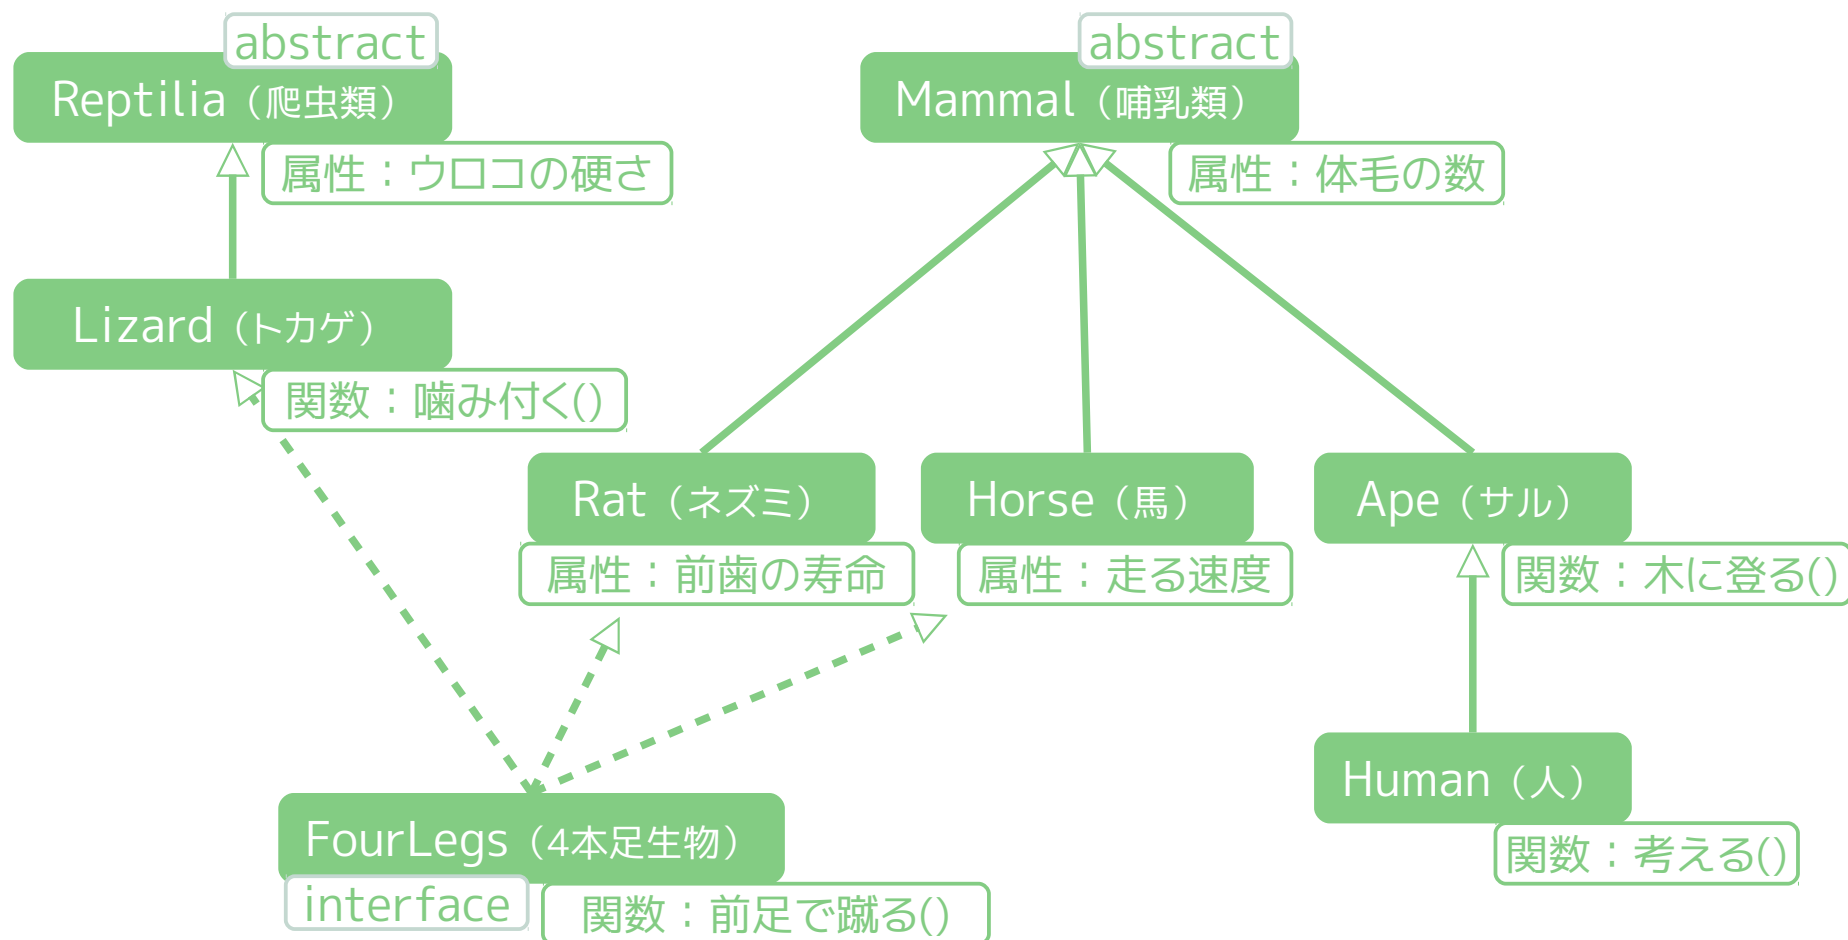 abstract
Reptilia（爬虫類）
属性：ウロコの硬さ
abstract
Mammal（哺乳類）
属性：体毛の数
Lizard（トカゲ）
関数：噛み付く()
Rat（ネズミ）
属性：前歯の寿命
Horse（馬）
属性：走る速度
Ape（サル）
関数：木に登る()
Human（人）
関数：考える()
FourLegs（4本足生物）
interface
関数：前足で蹴る()